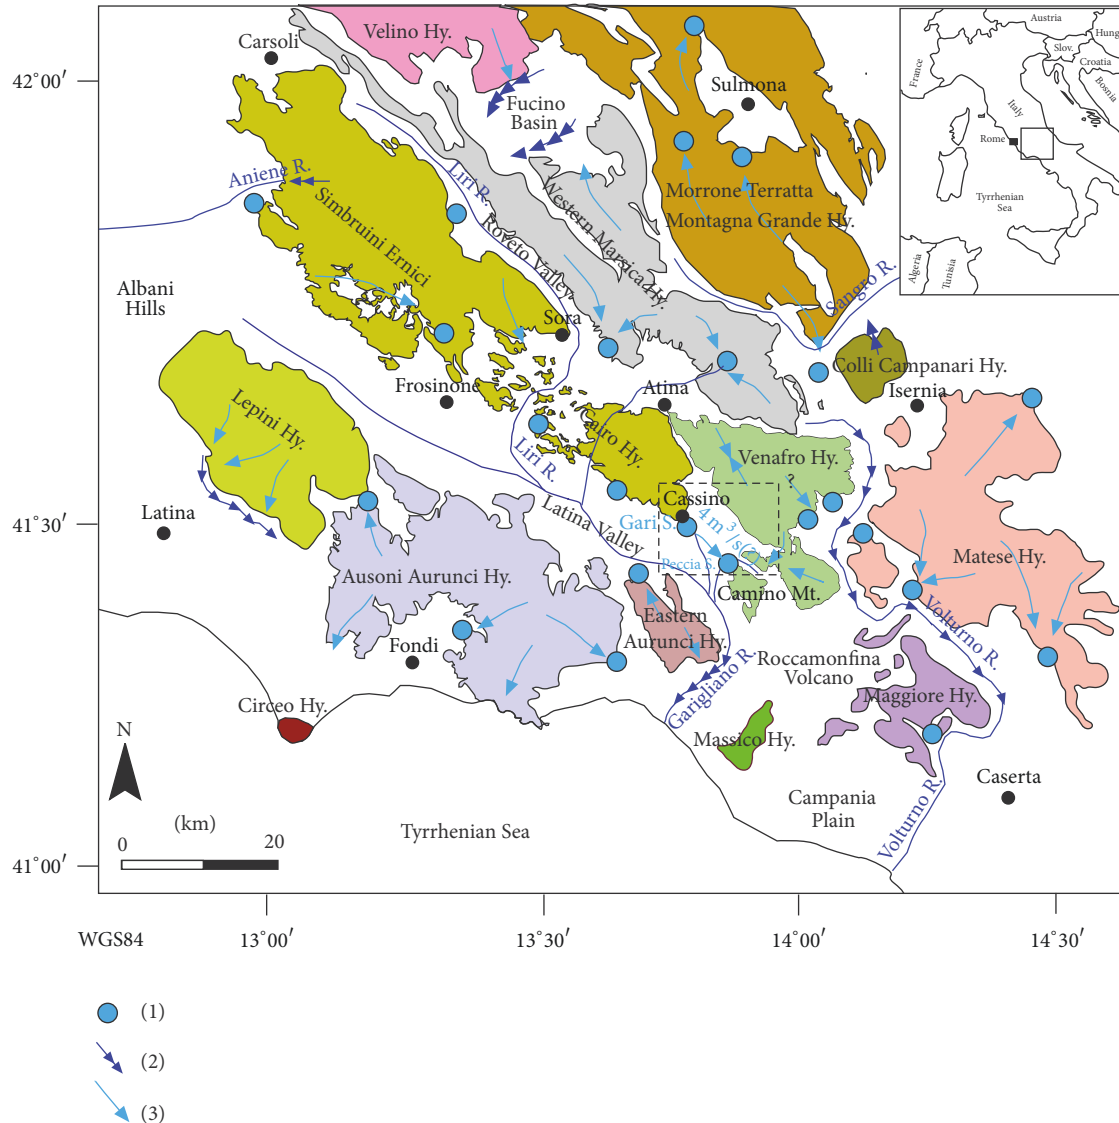 Velino Hy.
Carsoli
42°00′
Sulmona
Fucino
Basin
Aniene R.
Liri R.
Simbruini Ernici
Roveto Valley
Western Marsica Hy.
Morrone Terratta
Montagna Grande Hy.
Sangro R.
Albani
Hills
Sora
Frosinone
Atina
Colli Campanari Hy.
Isernia
Lepini Hy.
Cairo Hy.
Liri R.
Venafro Hy.
?
Latina
41°30′
Latina Valley
Cassino
Gari S.
4 m³/s(?)
Peccia S.
Camino Mt.
Matese Hy.
Ausoni Aurunci Hy.
Eastern
Aurunci Hy.
Fondi
Garigliano R.
Roccamonfina
Volcano
Volturno R.
Maggiore Hy.
Circeo Hy.
Massico Hy.
N
(km)
0
20
Tyrrhenian Sea
Campania
Plain
Caserta
Volturno R.
41°00′
WGS84
13°00′
13°30′
14°00′
14°30′
Austria
Hung
Slov.
Croatia
Bosnia
France
Italy
Rome
Tyrrhenian
Sea
Algeria
Tunisia
(1)
(2)
(3)